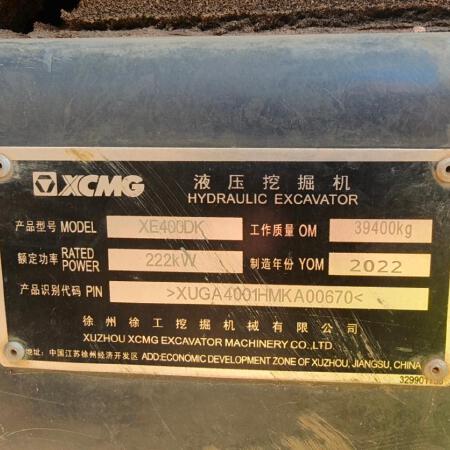 XCMG 液压挖掘机
HYDRAULIC EXCAVATOR
产品型号 MODEL XE400DK 工作质量 OM 39400kg
额定功率 RATED POWER 222kW 制造年份 YOM 2022
产品识别代码 PIN >XUGA4001HMKA00670<
徐州徐工挖掘机械有限公司
XUZHOU XCMG EXCAVATOR MACHINERY CO.,LTD.
地址: 中国江苏徐州经济开发区 ADD:ECONOMIC DEVELOPMENT ZONE OF XUZHOU, JIANGSU, CHINA